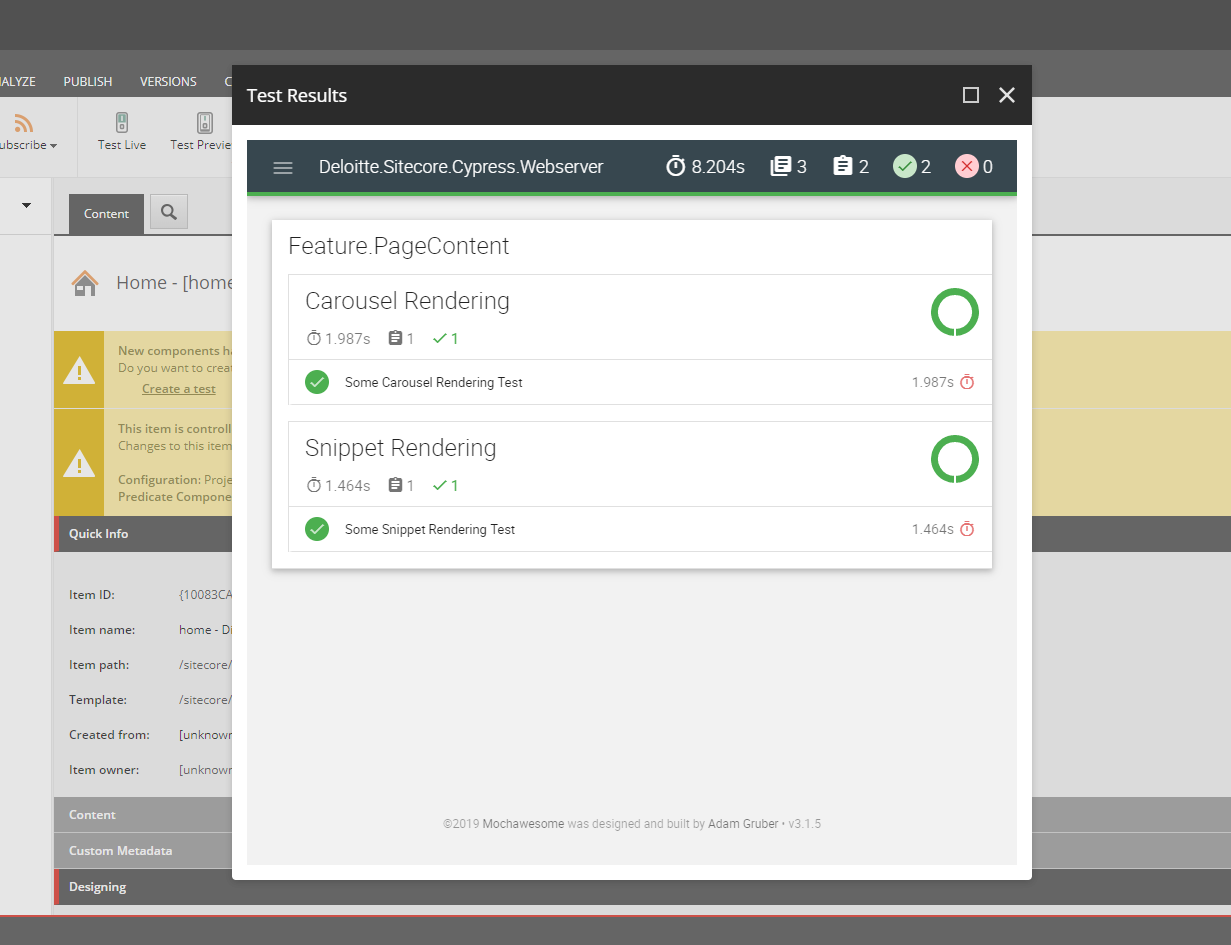 ALYZE PUBLISH VERSIONS C
Test Results
ubscribe Test Live Test Previe
Deloitte.Sitecore.Cypress.Webserver 8.204s 3 2 2 0
Content
Feature.PageContent
Home - [home
Carousel Rendering
1.987s 1 1
New components ha
Do you want to creat
Create a test
Some Carousel Rendering Test 1.987s
This item is controll
Changes to this item
Configuration: Proje
Predicate Compone
Snippet Rendering
1.464s 1 1
Some Snippet Rendering Test 1.464s
Quick Info
Item ID: {10083CA
Item name: home - Di
Item path: /sitecore/
Template: /sitecore/
Created from: [unknown
Item owner: [unknown
Content
Custom Metadata
Designing
©2019 Mochawesome was designed and built by Adam Gruber • v3.1.5